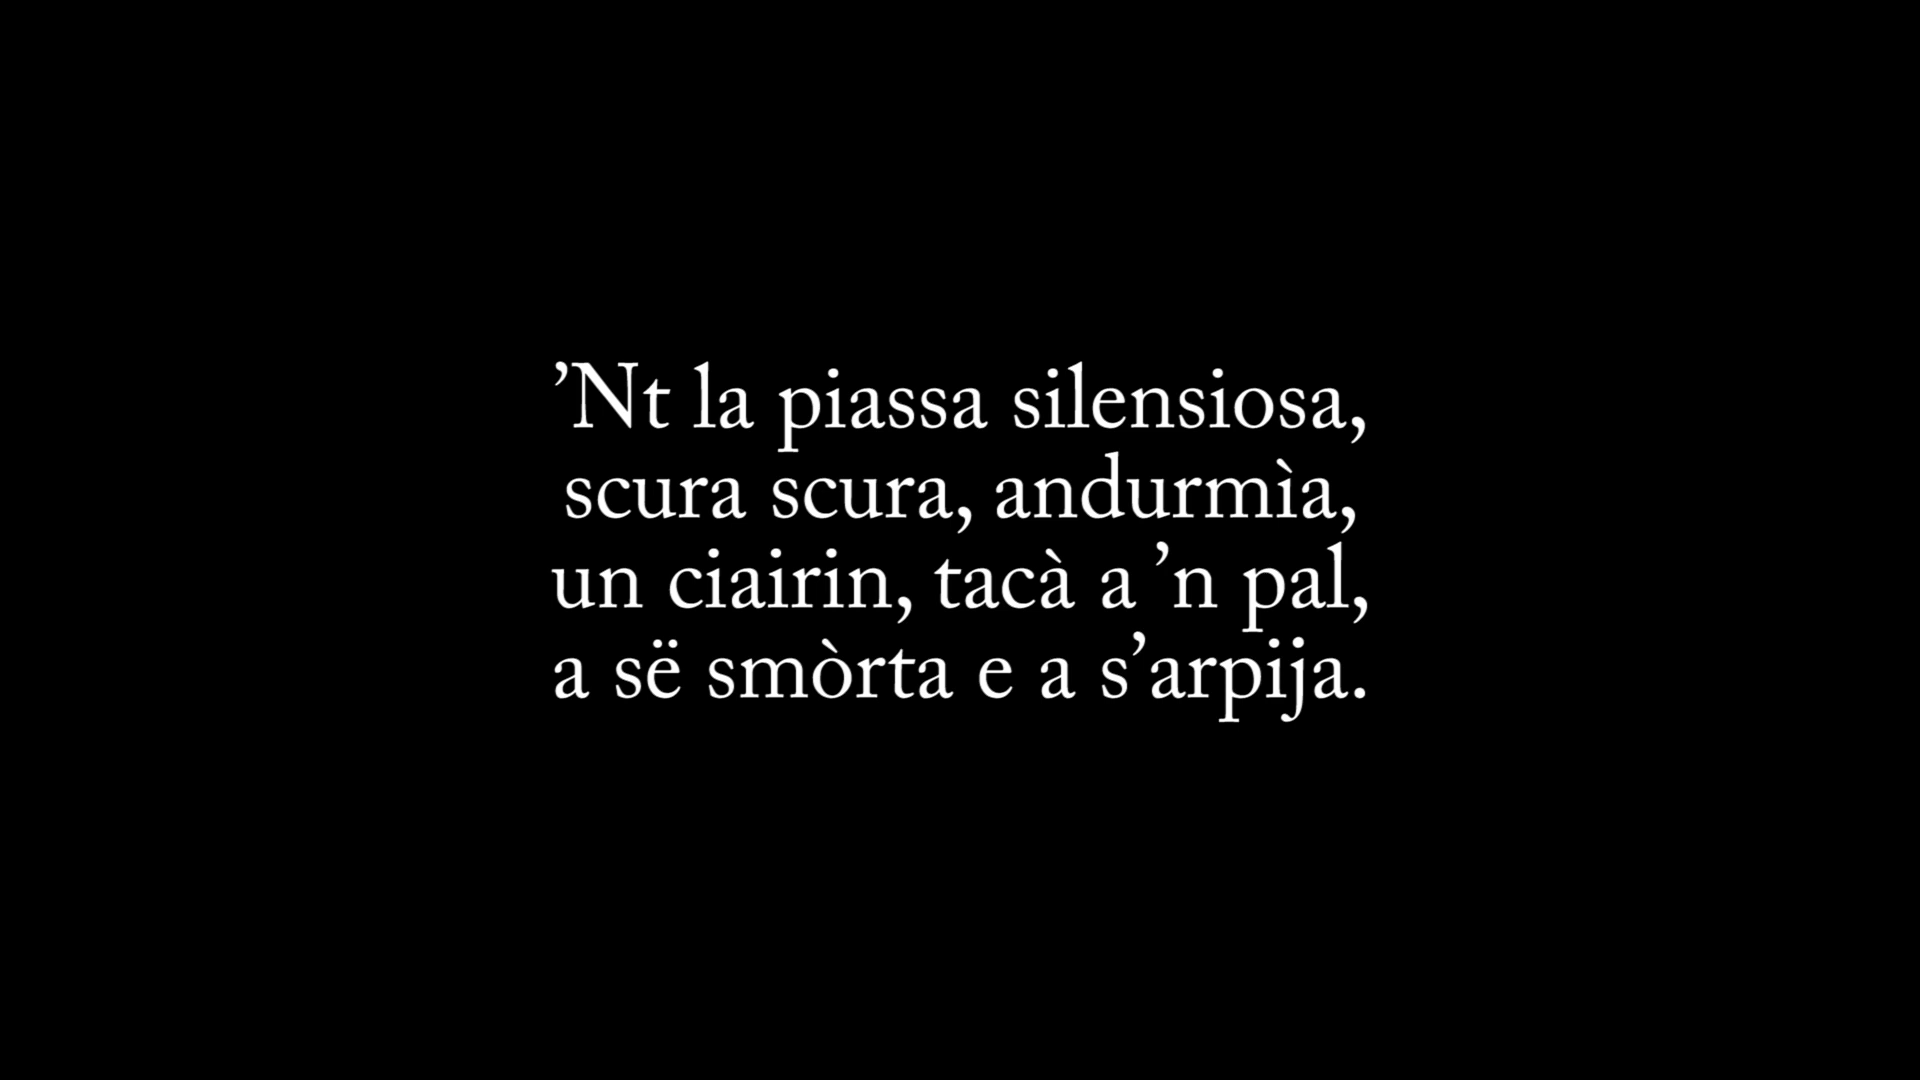 ’Nt la piassa silensiosa,
scura scura, andurmìa,
un ciairin, tacà a ’n pal,
a së smòrta e a s’arpija.